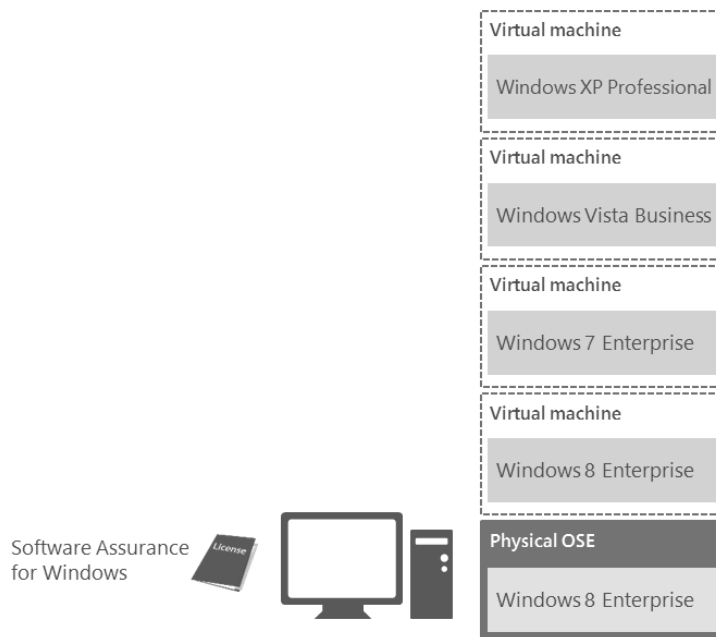 Virtual machine
Windows XP Professional
Virtual machine
Windows Vista Business
Virtual machine
Windows 7 Enterprise
Virtual machine
Windows 8 Enterprise
Software Assurance
for Windows
License
Physical OSE
Windows 8 Enterprise